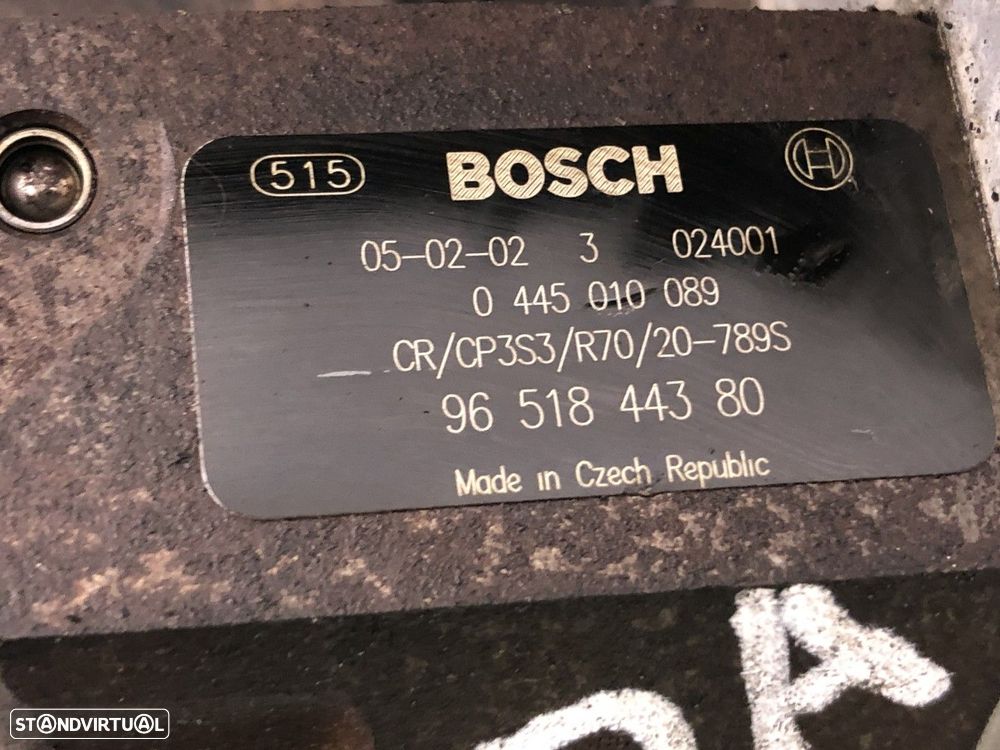 515 BOSCH
05-02-02 3 024001
0 445 010 089
CR/CP3S3/R70/20-789S
96 518 443 80
Made in Czech Republic
STANDVIRTUAL